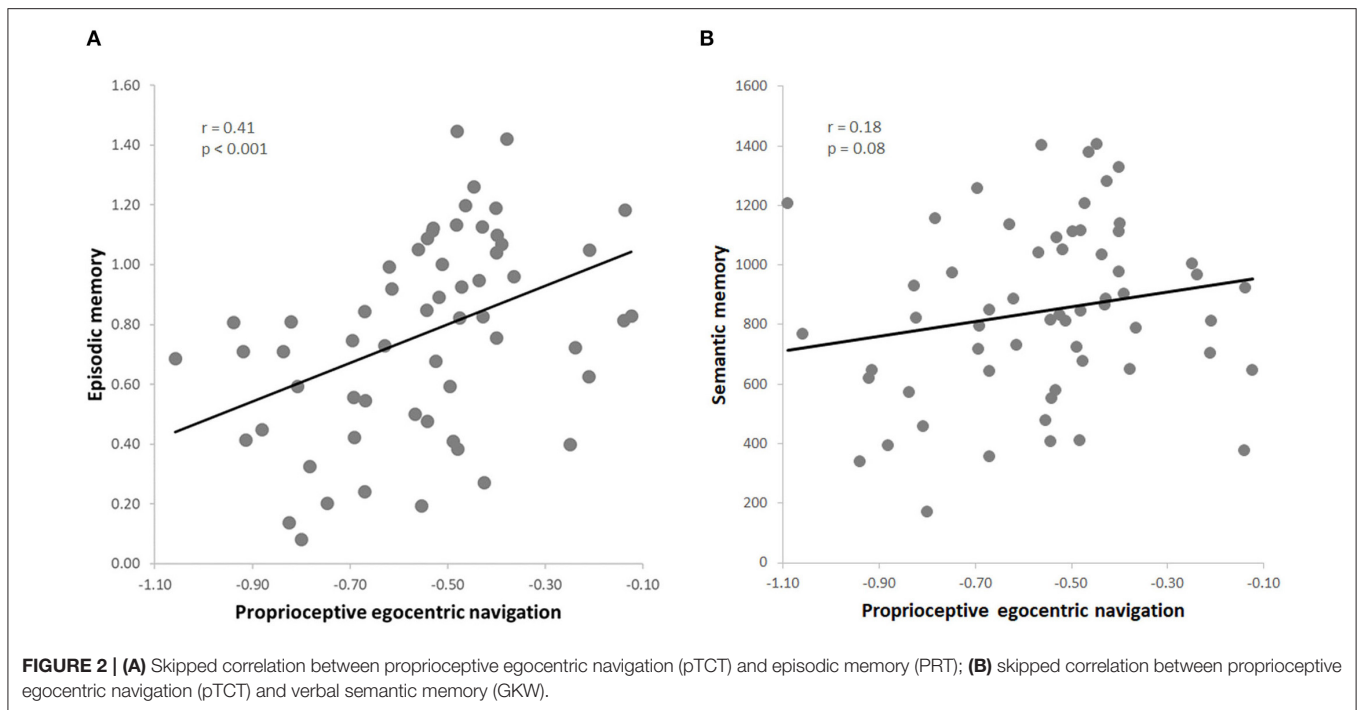 A
1.60
1.40
1.20
1.00
0.80
0.60
0.40
0.20
0.00
r = 0.41
p < 0.001
Episodic memory
-1.10
-0.90
-0.70
-0.50
-0.30
-0.10
Proprioceptive egocentric navigation
B
1600
1400
1200
1000
800
600
400
200
0
r = 0.18
p = 0.08
Semantic memory
-1.10
-0.90
-0.70
-0.50
-0.30
-0.10
Proprioceptive egocentric navigation
FIGURE 2 | (A) Skipped correlation between proprioceptive egocentric navigation (pTCT) and episodic memory (PRT); (B) skipped correlation between proprioceptive
egocentric navigation (pTCT) and verbal semantic memory (GKW).